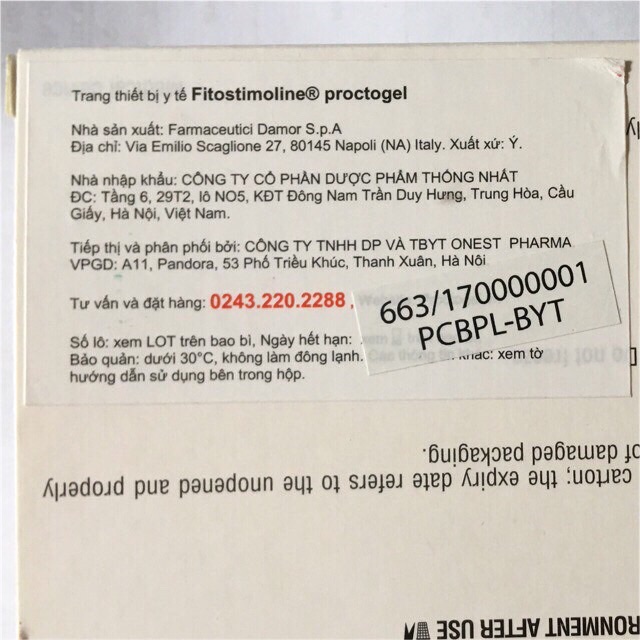 Trang thiết bị y tế Fitostimoline® proctogel
Nhà sản xuất: Farmaceutici Damor S.p.A
Địa chỉ: Via Emilio Scaglione 27, 80145 Napoli (NA) Italy. Xuất xứ: Ý.
Nhà nhập khẩu: CÔNG TY CỔ PHẦN DƯỢC PHẨM THỐNG NHẤT
ĐC: Tầng 6, 29T2, lô NO5, KĐT Đông Nam Trần Duy Hưng, Trung Hòa, Cầu
Giấy, Hà Nội, Việt Nam.
Tiếp thị và phân phối bởi: CÔNG TY TNHH DP VÀ TBYT ONEST PHARMA
VPGD: A11, Pandora, 53 Phố Triều Khúc, Thanh Xuân, Hà Nội
Tư vấn và đặt hàng: 0243.220.2288,
663/170000001
PCBPL-BYT
Số lô: xem LOT trên bao bì, Ngày hết hạn:
Bảo quản: dưới 30°C, không làm đông lạnh. khác: xem tờ
hướng dẫn sử dụng bên trong hộp.
of damaged packaging.
carton; the expiry date refers to the unopened and properly
RONMENT AFTER USE